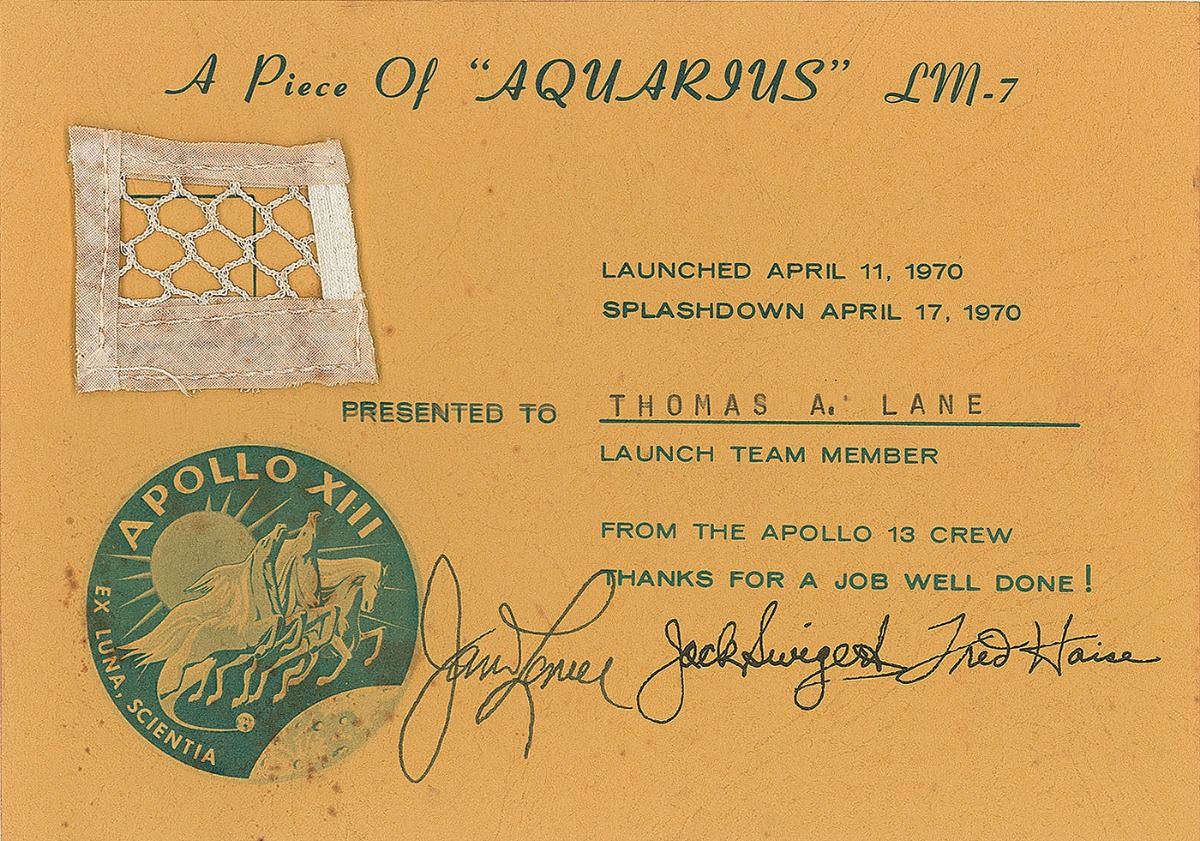 A Piece Of “AQUARIUS” LM-7
LAUNCHED APRIL 11, 1970
SPLASHDOWN APRIL 17, 1970
PRESENTED TO THOMAS A. LANE
LAUNCH TEAM MEMBER
FROM THE APOLLO 13 CREW
THANKS FOR A JOB WELL DONE!
APOLLO XIII
EX LUNA, SCIENTIA
James Lovell Jack Swigert Fred Haise